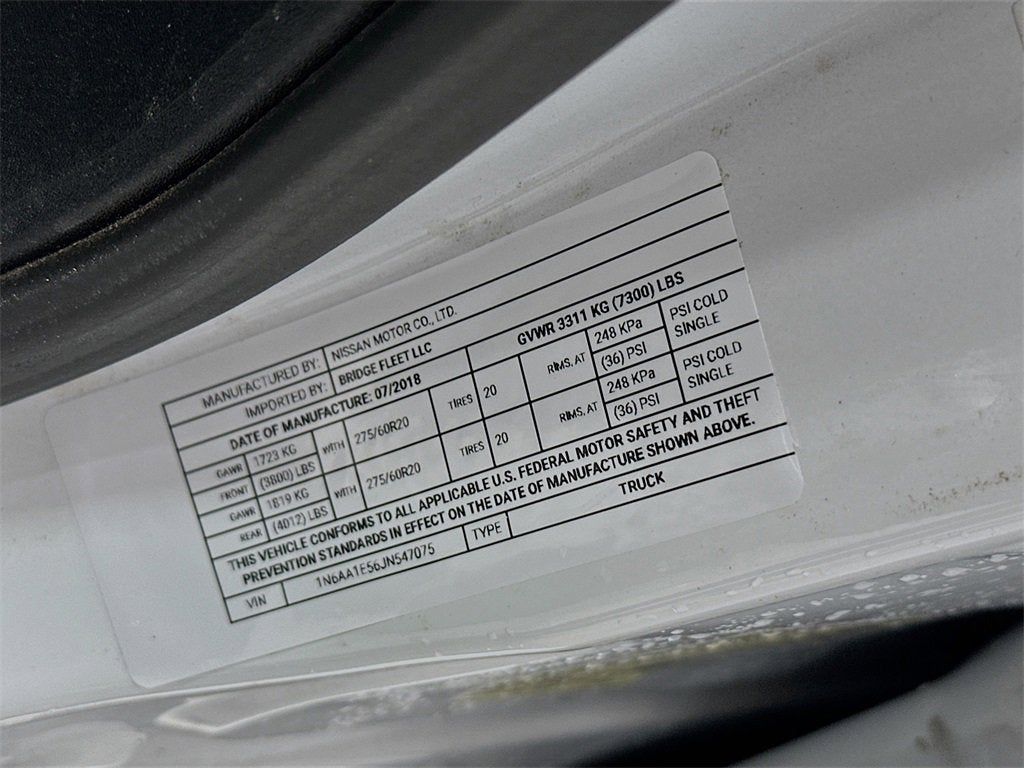 MANUFACTURED BY: NISSAN MOTOR CO., LTD.
IMPORTED BY: BRIDGE FLEET LLC
DATE OF MANUFACTURE: 07/2018 GVWR 3311 KG (7300) LBS
GAWR 1723 KG WITH 275/60R20 TIRES 20 RIMS, AT 248 KPa PSI COLD
FRONT (3800) LBS (36) PSI SINGLE
GAWR 1819 KG WITH 275/60R20 TIRES 20 RIMS, AT 248 KPa PSI COLD
REAR (4012) LBS (36) PSI SINGLE
THIS VEHICLE CONFORMS TO ALL APPLICABLE U.S. FEDERAL MOTOR SAFETY AND THEFT
PREVENTION STANDARDS IN EFFECT ON THE DATE OF MANUFACTURE SHOWN ABOVE.
VIN 1N6AA1E56JN547075 TYPE TRUCK